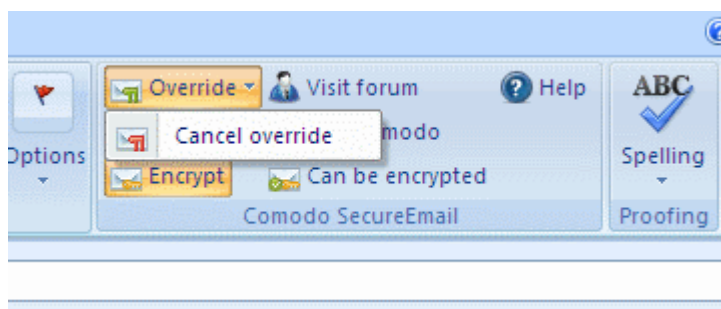 Override Visit forum Help ABC
Cancel override modo
Options Spelling
Encrypt Can be encrypted
Comodo SecureEmail Proofing